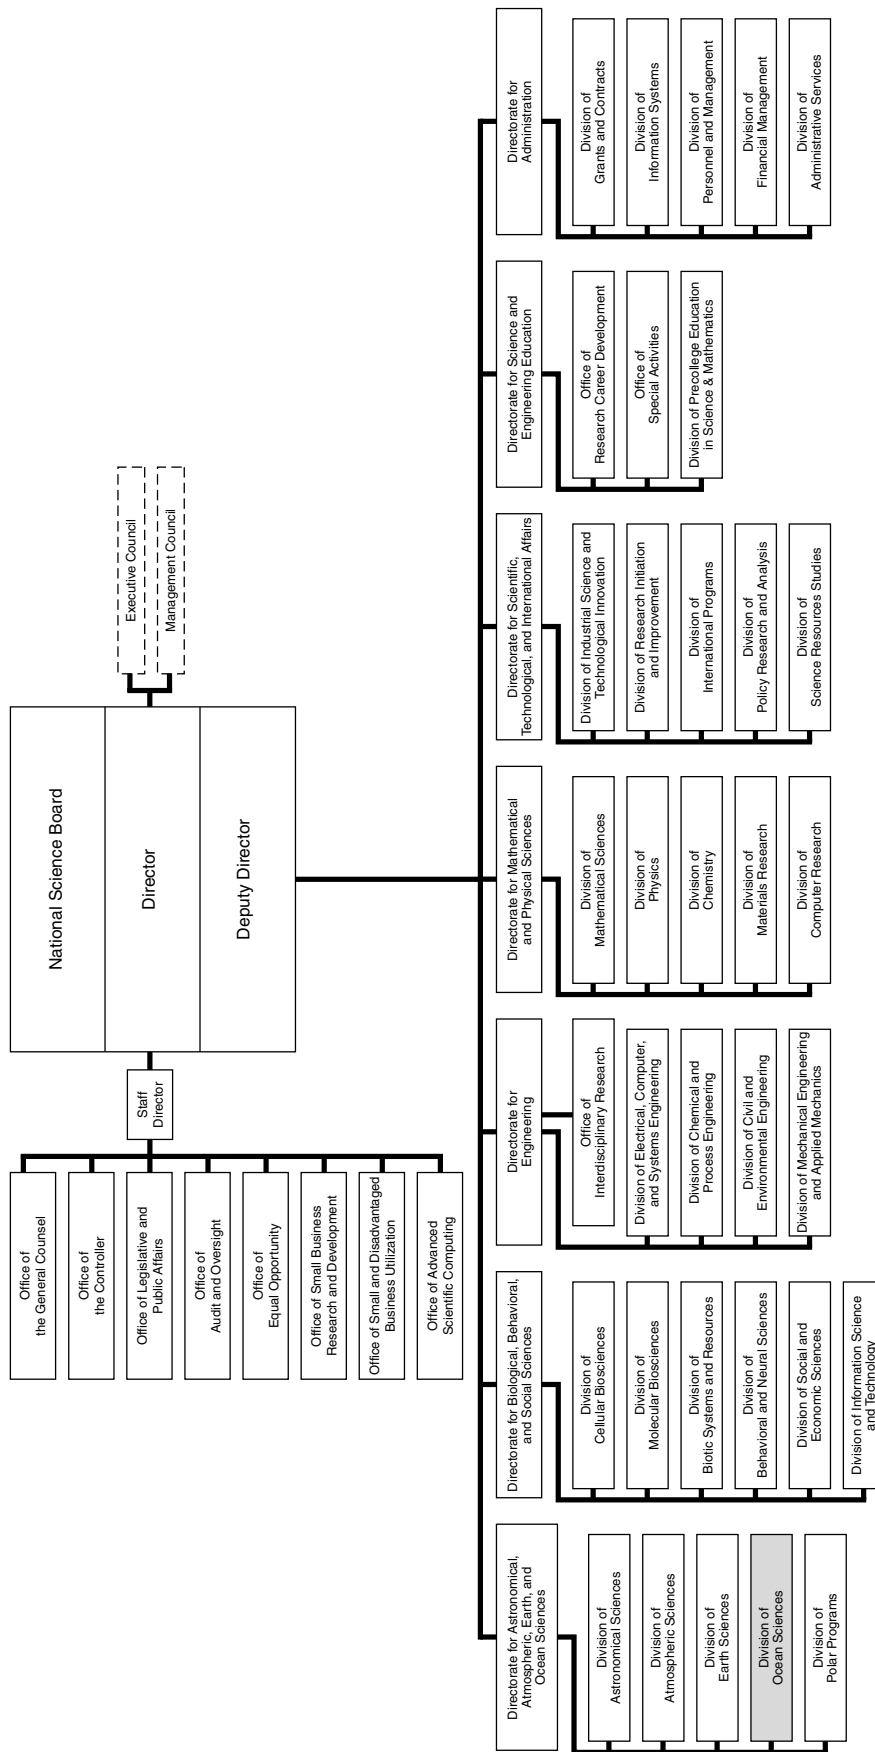 National Science Board
Director
Deputy Director
Executive Council
Management Council
Staff
Director
Office of
the General Counsel
Office of
the Controller
Office of Legislative and
Public Affairs
Office of
Audit and Oversight
Office of
Equal Opportunity
Office of Small Business
Research and Development
Office of Small and Disadvantaged
Business Utilization
Office of Advanced
Scientific Computing
Directorate for Astronomical,
Atmospheric, Earth, and
Ocean Sciences
Division of
Astronomical Sciences
Division of
Atmospheric Sciences
Division of
Earth Sciences
Division of
Ocean Sciences
Division of
Polar Programs
Directorate for Biological, Behavioral,
and Social Sciences
Division of
Cellular Biosciences
Division of
Molecular Biosciences
Division of
Biotic Systems and Resources
Division of
Behavioral and Neural Sciences
Division of Social and
Economic Sciences
Division of Information Science
and Technology
Directorate for
Engineering
Office of
Interdisciplinary Research
Division of Electrical, Computer,
and Systems Engineering
Division of Chemical and
Process Engineering
Division of Civil and
Environmental Engineering
Division of Mechanical Engineering
and Applied Mechanics
Directorate for Mathematical
and Physical Sciences
Division of
Mathematical Sciences
Division of
Physics
Division of
Chemistry
Division of
Materials Research
Division of
Computer Research
Directorate for Scientific,
Technological, and International Affairs
Division of Industrial Science and
Technological Innovation
Division of Research Initiation
and Improvement
Division of
International Programs
Division of
Policy Research and Analysis
Division of
Science Resources Studies
Directorate for Science and
Engineering Education
Office of
Research Career Development
Office of
Special Activities
Division of Precollege Education
in Science & Mathematics
Directorate for
Administration
Division of
Grants and Contracts
Division of
Information Systems
Division of
Personnel and Management
Division of
Financial Management
Division of
Administrative Services